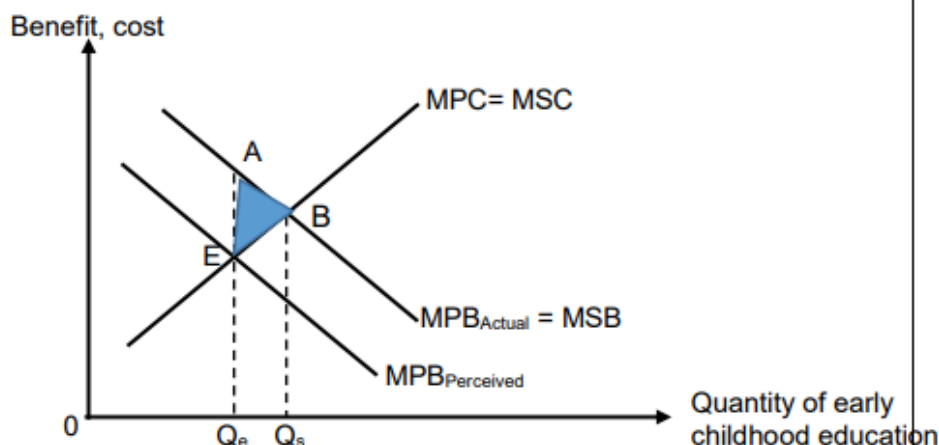 Benefit, cost
MPC= MSC
A
B
E
MPBActual = MSB
MPBPerceived
0
Qe Qs
Quantity of early
childhood education